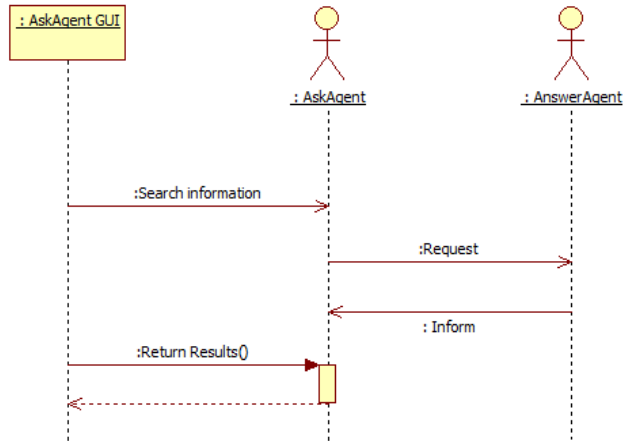 : AskAgent GUI
: AskAgent
: AnswerAgent
:Search information
:Request
: Inform
:Return Results()